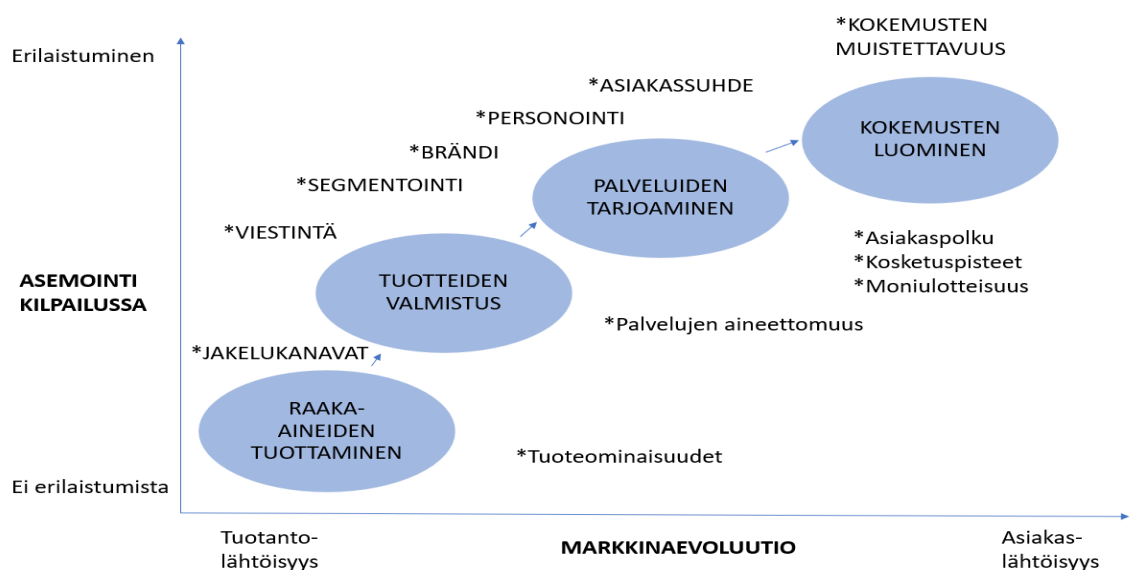 *KOKEMUSTEN
MUISTETTAVUUS
Erilaistuminen
*ASIAKASSUHDE
*PERSONOINTI
KOKEMUSTEN
LUOMINEN
*BRÄNDI
*SEGMENTOINTI
PALVELUIDEN
TARJOAMINEN
*VIESTINTÄ
*Asiakaspolku
*Kosketuspisteet
*Moniulotteisuus
ASEMOINTI
KILPAILUSSA
TUOTTEIDEN
VALMISTUS
*Palvelujen aineettomuus
*JAKELUKANAVAT
RAAKA-
AINEIDEN
TUOTTAMINEN
*Tuoteominaisuudet
Ei erilaistumista
Tuotanto-
lähtöisyys
MARKKINAEVOLUUTIO
Asiakas-
lähtöisyys